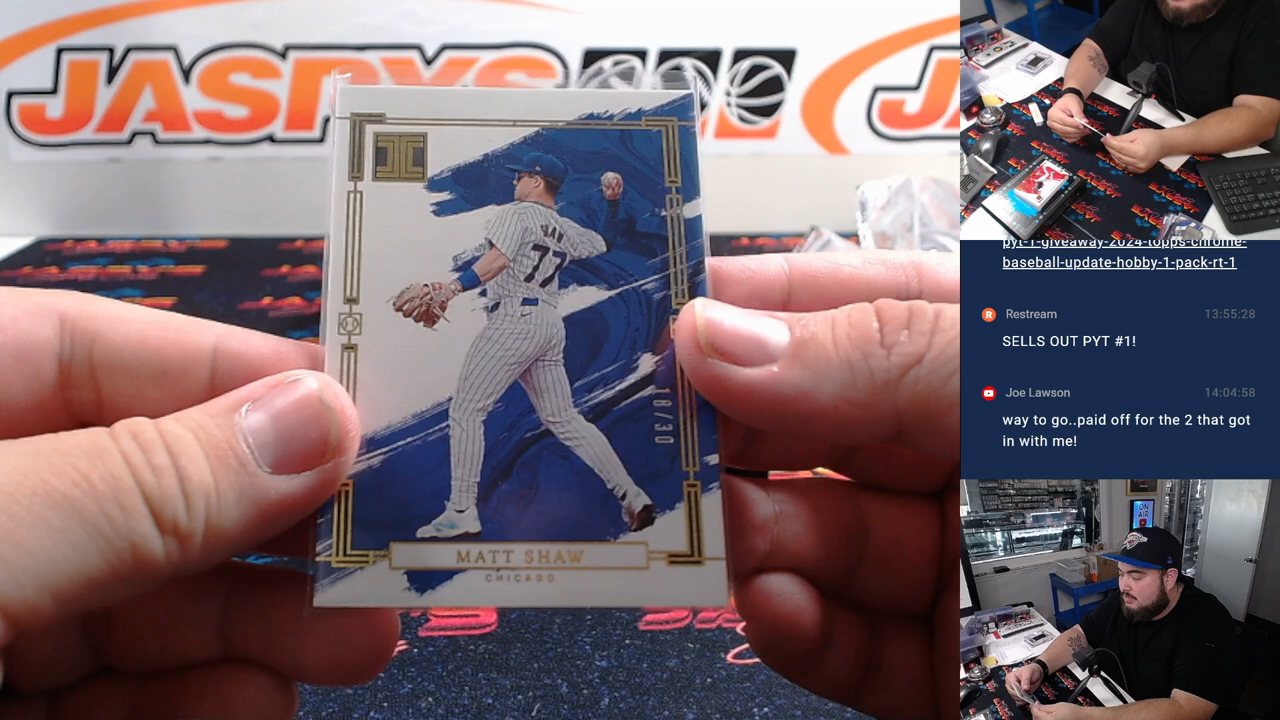 JASPYS
J
SHAW
77
18/30
MATT SHAW
CHICAGO
pyt-1-giveaway-2024-topps-chrome-
baseball-update-hobby-1-pack-rt-1
R Restream 13:55:28
SELLS OUT PYT #1!
Joe Lawson 14:04:58
way to go..paid off for the 2 that got
in with me!
ON
AIR